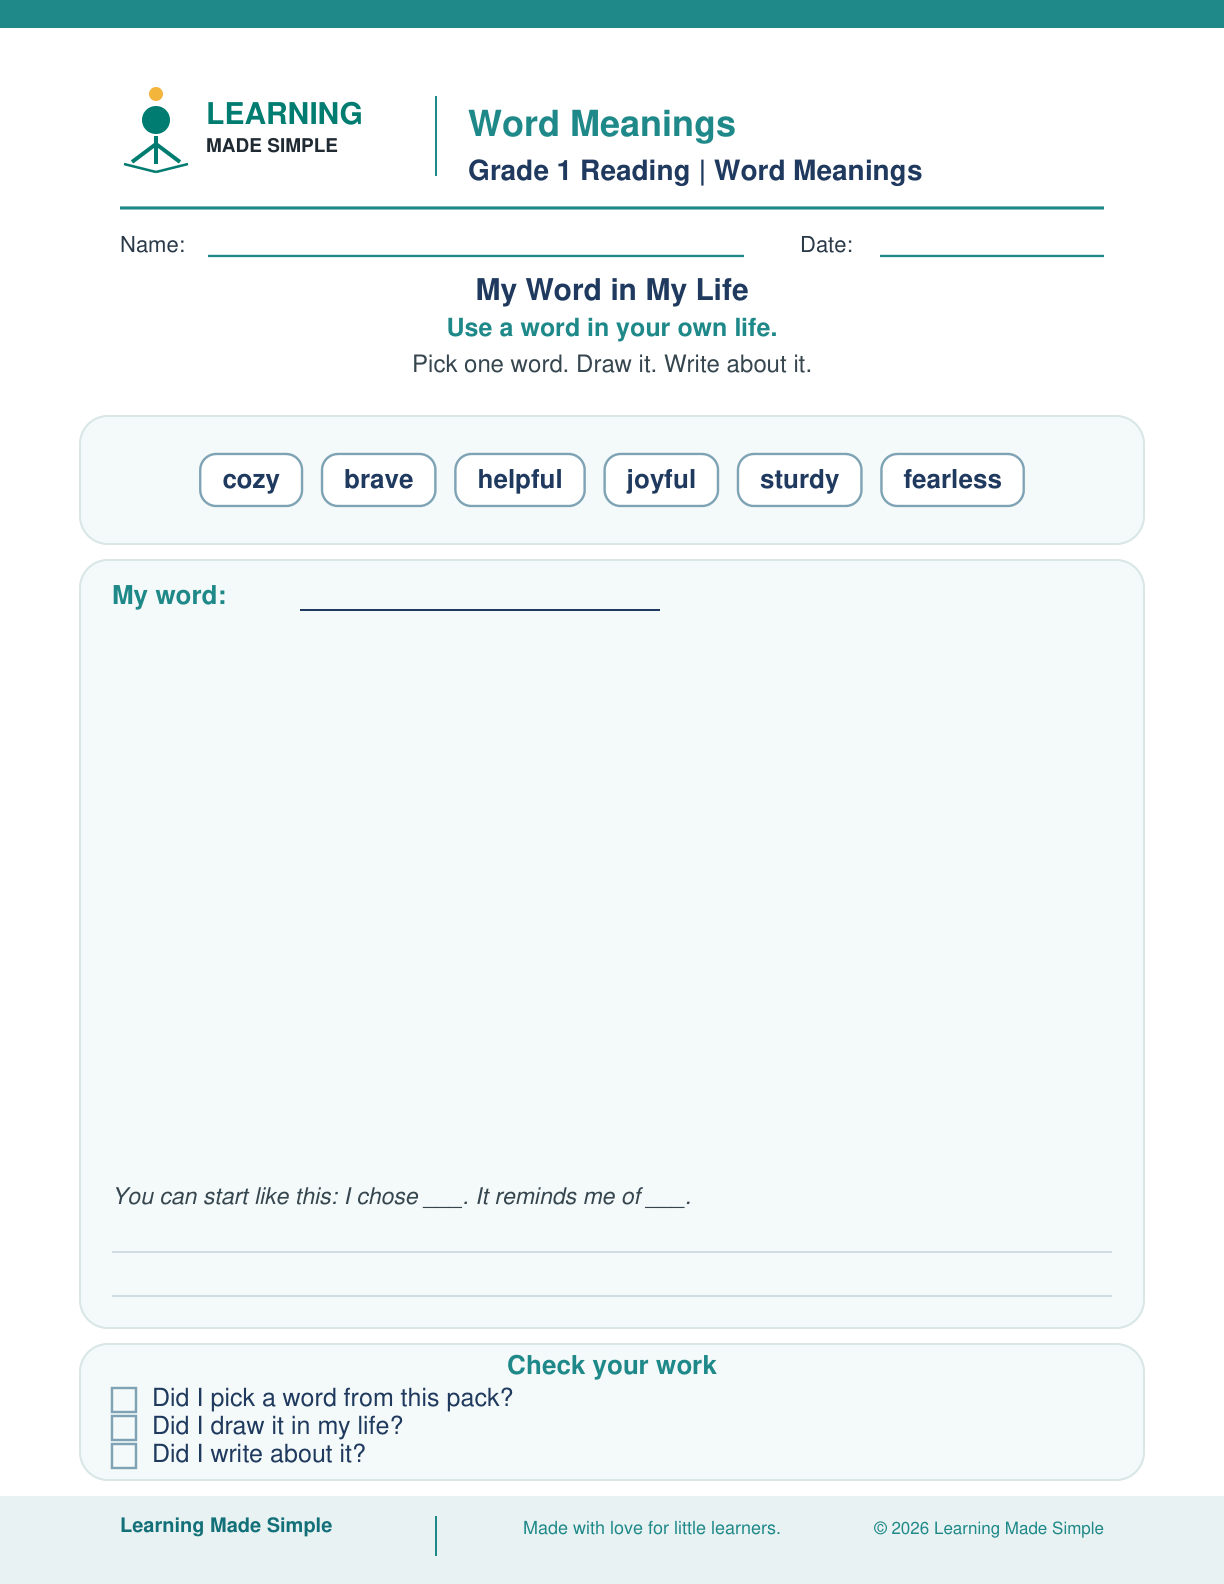 LEARNING
MADE SIMPLE
Word Meanings
Grade 1 Reading | Word Meanings
Name:
Date:
My Word in My Life
Use a word in your own life.
Pick one word. Draw it. Write about it.
cozy brave helpful joyful sturdy fearless
My word:
You can start like this: I chose ___. It reminds me of ___.
Check your work
Did I pick a word from this pack?
Did I draw it in my life?
Did I write about it?
Learning Made Simple
Made with love for little learners.
© 2026 Learning Made Simple